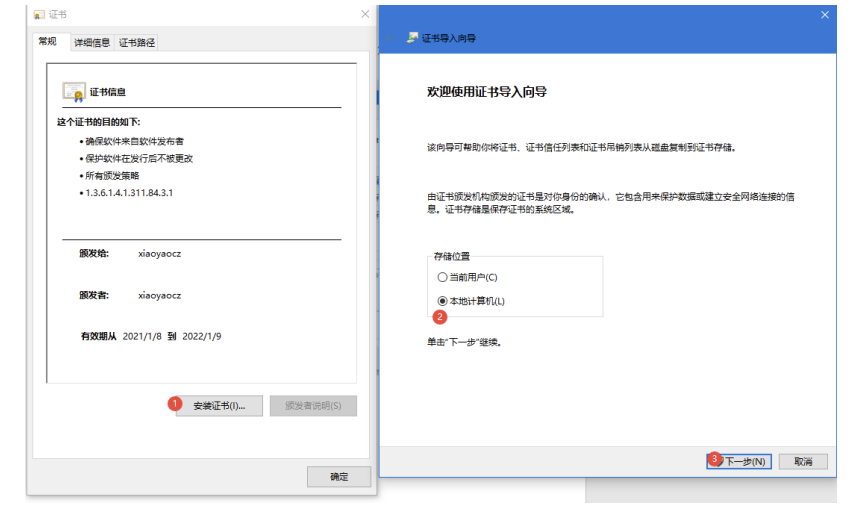 证书
常规 详细信息 证书路径
证书信息
这个证书的目的如下:
• 确保软件来自软件发布者
• 保护软件在发行后不被更改
• 所有颁发策略
• 1.3.6.1.4.1.311.84.3.1
颁发给: xiaoyaocz
颁发者: xiaoyaocz
有效期从 2021/1/8 到 2022/1/9
1 安装证书(I)... 颁发者说明(S)
确定
证书导入向导
欢迎使用证书导入向导
该向导可帮助你将证书、证书信任列表和证书吊销列表从磁盘复制到证书存储。
由证书颁发机构颁发的证书是对你身份的确认，它包含用来保护数据或建立安全网络连接的信
息。证书存储是保存证书的系统区域。
存储位置
当前用户(C)
本地计算机(L)
2
单击"下一步"继续。
3 下一步(N) 取消